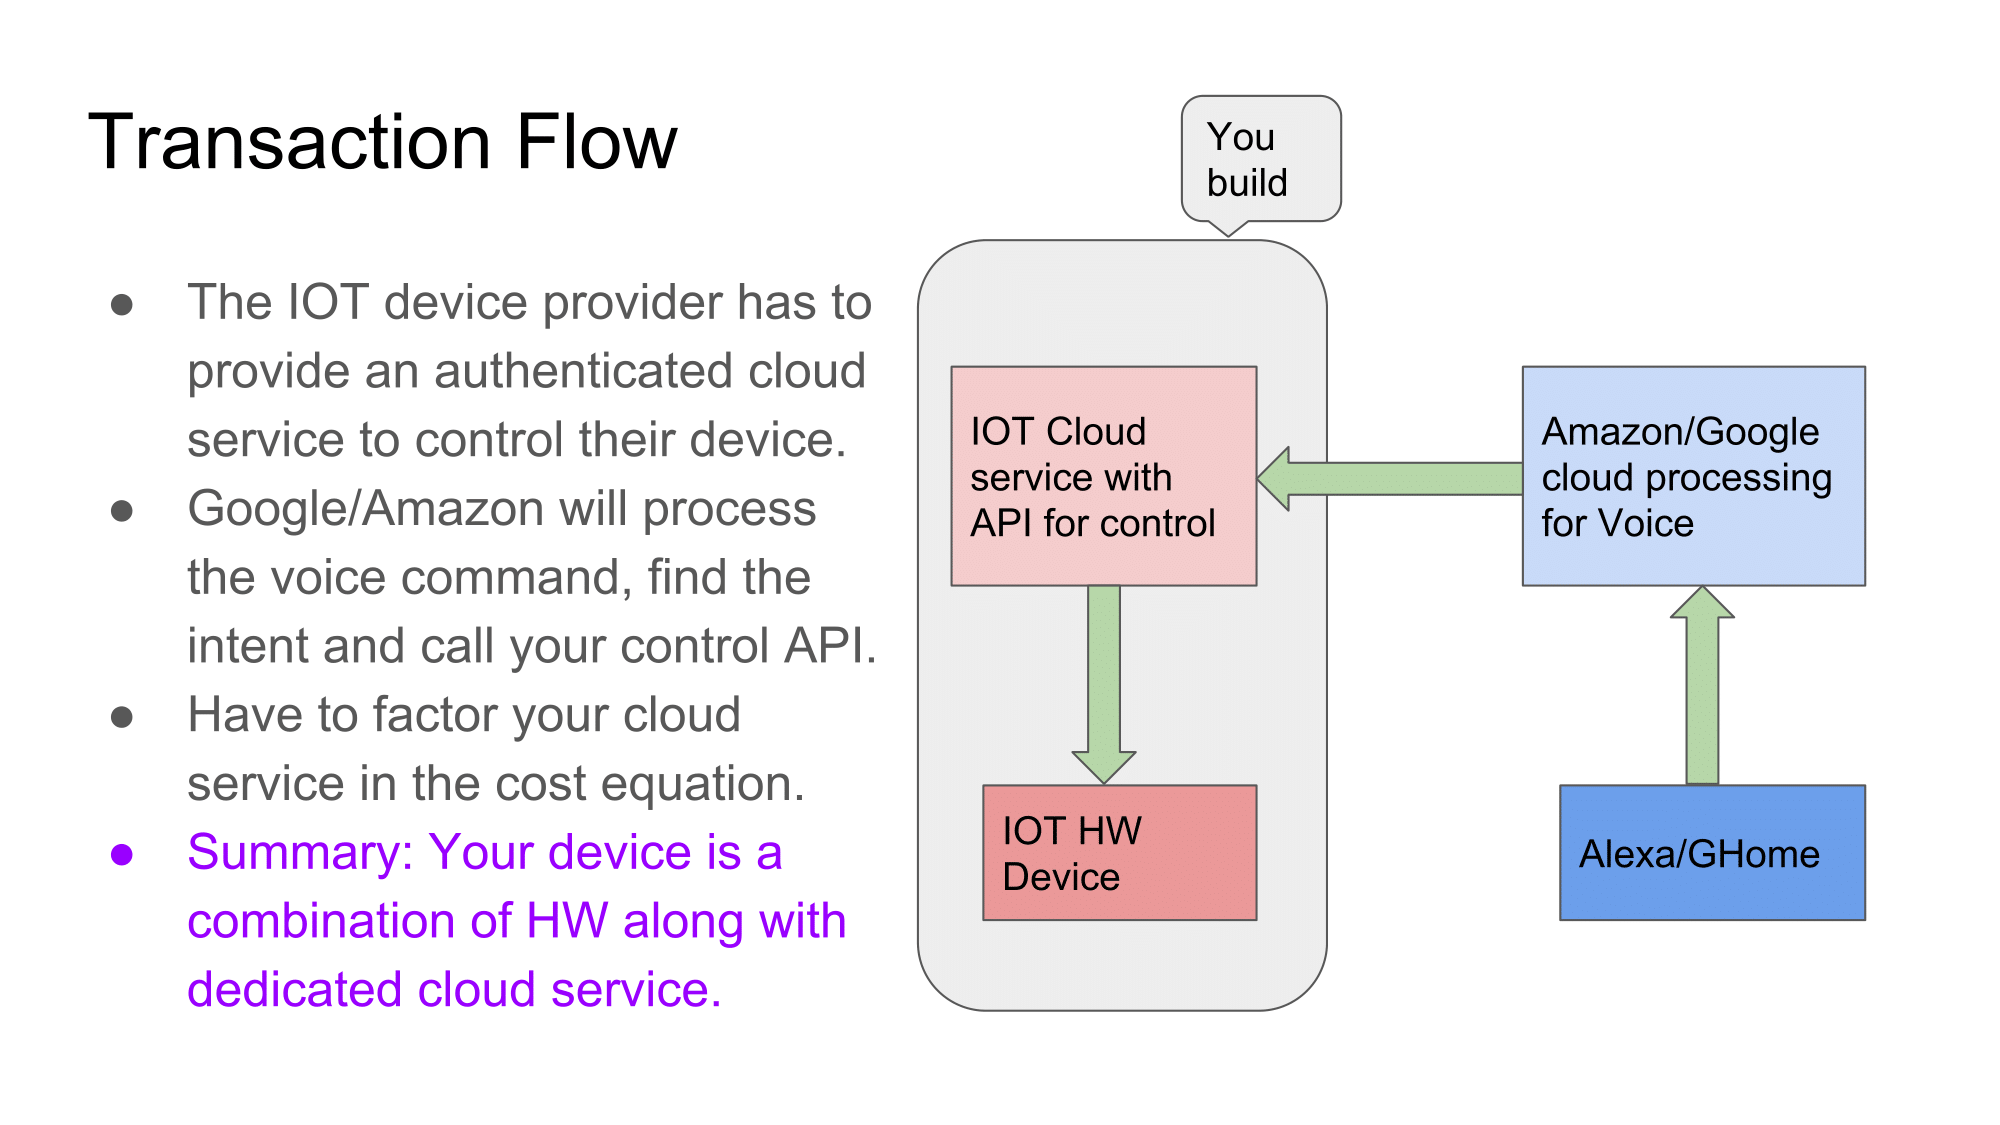 Transaction Flow
● The IOT device provider has to
provide an authenticated cloud
service to control their device.
● Google/Amazon will process
the voice command, find the
intent and call your control API.
● Have to factor your cloud
service in the cost equation.
● Summary: Your device is a
combination of HW along with
dedicated cloud service.
You
build
IOT Cloud
service with
API for control
Amazon/Google
cloud processing
for Voice
IOT HW
Device
Alexa/GHome